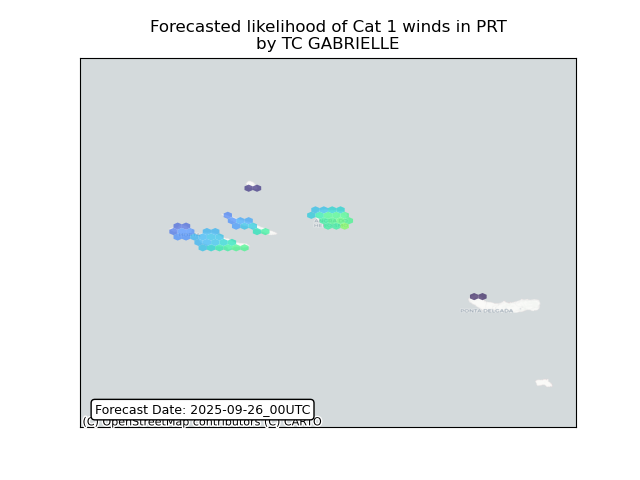 Forecasted likelihood of Cat 1 winds in PRT
by TC GABRIELLE
PONTA DELGADA
Forecast Date: 2025-09-26_00UTC
(C) OpenStreetMap contributors (C) CARTO